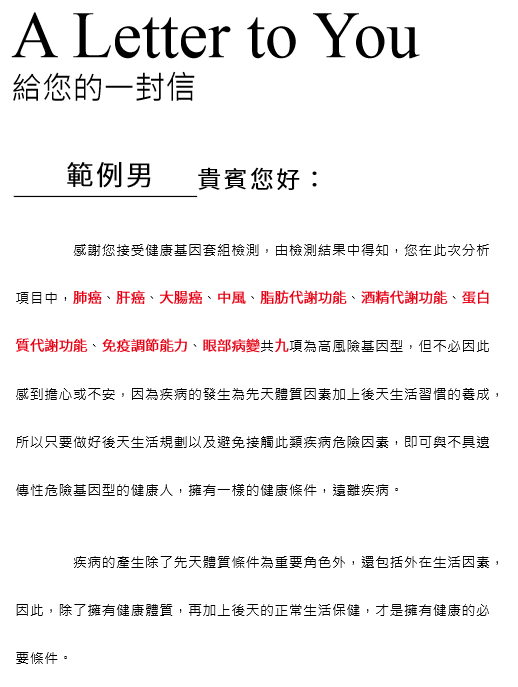 A Letter to You
給您的一封信
範例男 貴賓您好：
感謝您接受健康基因套組檢測，由檢測結果中得知，您在此次分析
項目中，肺癌、肝癌、大腸癌、中風、脂肪代謝功能、酒精代謝功能、蛋白
質代謝功能、免疫調節能力、眼部病變共九項為高風險基因型，但不必因此
感到擔心或不安，因為疾病的發生為先天體質因素加上後天生活習慣的養成，
所以只要做好後天生活規劃以及避免接觸此類疾病危險因素，即可與不具遺
傳性危險基因型的健康人，擁有一樣的健康條件，遠離疾病。
疾病的產生除了先天體質條件為重要角色外，還包括外在生活因素，
因此，除了擁有健康體質，再加上後天的正常生活保健，才是擁有健康的必
要條件。